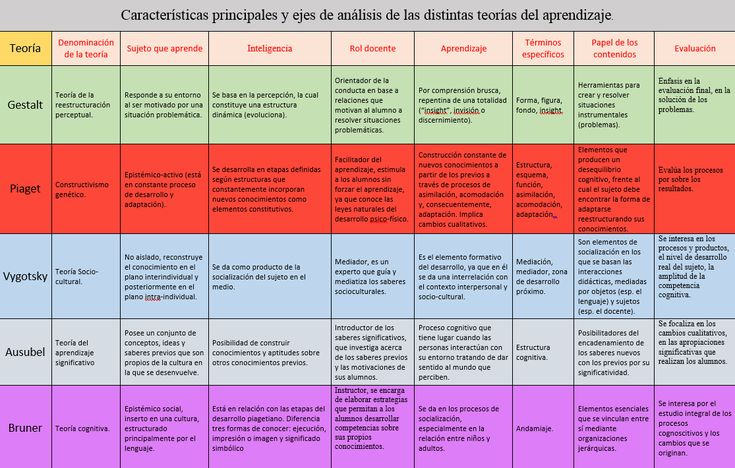 Características principales y ejes de análisis de las distintas teorías del aprendizaje.
Teoría
Denominación
de la teoría
Sujeto que aprende
Inteligencia
Rol docente
Aprendizaje
Términos
específicos
Papel de los
contenidos
Evaluación
Gestalt
Teoría de la
reestructuración
perceptual.
Responde a su entorno
al ser motivado por una
situación problemática.
Se basa en la percepción, la cual
constituye una estructura
dinámica (evoluciona).
Orientador de la
conducta en base a
relaciones que
motivan al alumno a
resolver situaciones
problemáticas.
Por comprensión brusca,
repentina de una totalidad
("insight", invisión o
discernimiento).
Forma, figura,
fondo, insight.
Herramientas para
crear y resolver
situaciones
instrumentales
(problemas).
Énfasis en la
evaluación final, en la
solución de los
problemas.
Piaget
Constructivismo
genético.
Epistémico-activo (está
en constante proceso
de desarrollo y
adaptación).
Se desarrolla en etapas definidas
según estructuras que
constantemente incorporan
nuevos conocimientos como
elementos constitutivos.
Facilitador del
aprendizaje, estimula
a los alumnos sin
forzar el aprendizaje,
ya que conoce las
leyes naturales del
desarrollo psico-físico.
Construcción constante de
nuevos conocimientos a
partir de los previos a
través de procesos de
asimilación, acomodación
y, consecuentemente,
adaptación. Implica
cambios cualitativos.
Estructura,
esquema,
función,
asimilación,
acomodación,
adaptación,,
Elementos que
producen un
desequilibrio
cognitivo, frente al
cual el sujeto debe
encontrar la forma de
adaptarse
reestructurando sus
conocimientos.
Evalúa los procesos
por sobre los
resultados.
Vygotsky
Teoría Socio-
cultural.
No aislado, reconstruye
el conocimiento en el
plano interindividual y
posteriormente en el
plano intra-individual.
Se da como producto de la
socialización del sujeto en el
medio.
Mediador, es un
experto que guía y
mediatiza los saberes
socioculturales.
Es el elemento formativo
del desarrollo, ya que en él
se da una interrelación con
el contexto interpersonal y
socio-cultural.
Mediación,
mediador, zona
de desarrollo
próximo.
Son elementos de
socialización en los
que se basan las
interacciones
didácticas, mediadas
por objetos (esp. el
lenguaje) y sujetos
(esp. el docente).
Se interesa en los
procesos y productos,
el nivel de desarrollo
real del sujeto, la
amplitud de la
competencia
cognitiva.
Ausubel
Teoría del
aprendizaje
significativo
Posee un conjunto de
conceptos, ideas y
saberes previos que son
propios de la cultura en
la que se desenvuelve.
Posibilidad de construir
conocimientos y aptitudes sobre
otros conocimientos previos.
Introductor de los
saberes significativos,
que investiga acerca
de los saberes previos
y las motivaciones de
sus alumnos.
Proceso cognitivo que
tiene lugar cuando las
personas interactúan con
su entorno tratando de dar
sentido al mundo que
perciben.
Estructura
cognitiva.
Posibilitadores del
encadenamiento de
los saberes nuevos
con los previos por su
significatividad.
Se focaliza en los
cambios cualitativos,
en las apropiaciones
significativas que
realizan los alumnos.
Bruner
Teoría cognitiva.
Epistémico social,
inserto en una cultura,
estructurado
principalmente por el
lenguaje.
Está en relación con las etapas del
desarrollo piagetiano. Diferencia
tres formas de conocer: ejecución,
impresión o imagen y significado
simbólico
Instructor, se encarga
de elaborar estrategias
que permitan a los
alumnos desarrollar
competencias sobre
sus propios
conocimientos.
Se da en los procesos de
socialización,
especialmente en la
relación entre niños y
adultos.
Andamiaje.
Elementos esenciales
que se vinculan entre
sí mediante
organizaciones
jerárquicas.
Se interesa por el
estudio integral de los
procesos
cognoscitivos y los
cambios que se
originan.